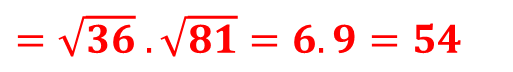 = √36 . √81 = 6. 9 = 54